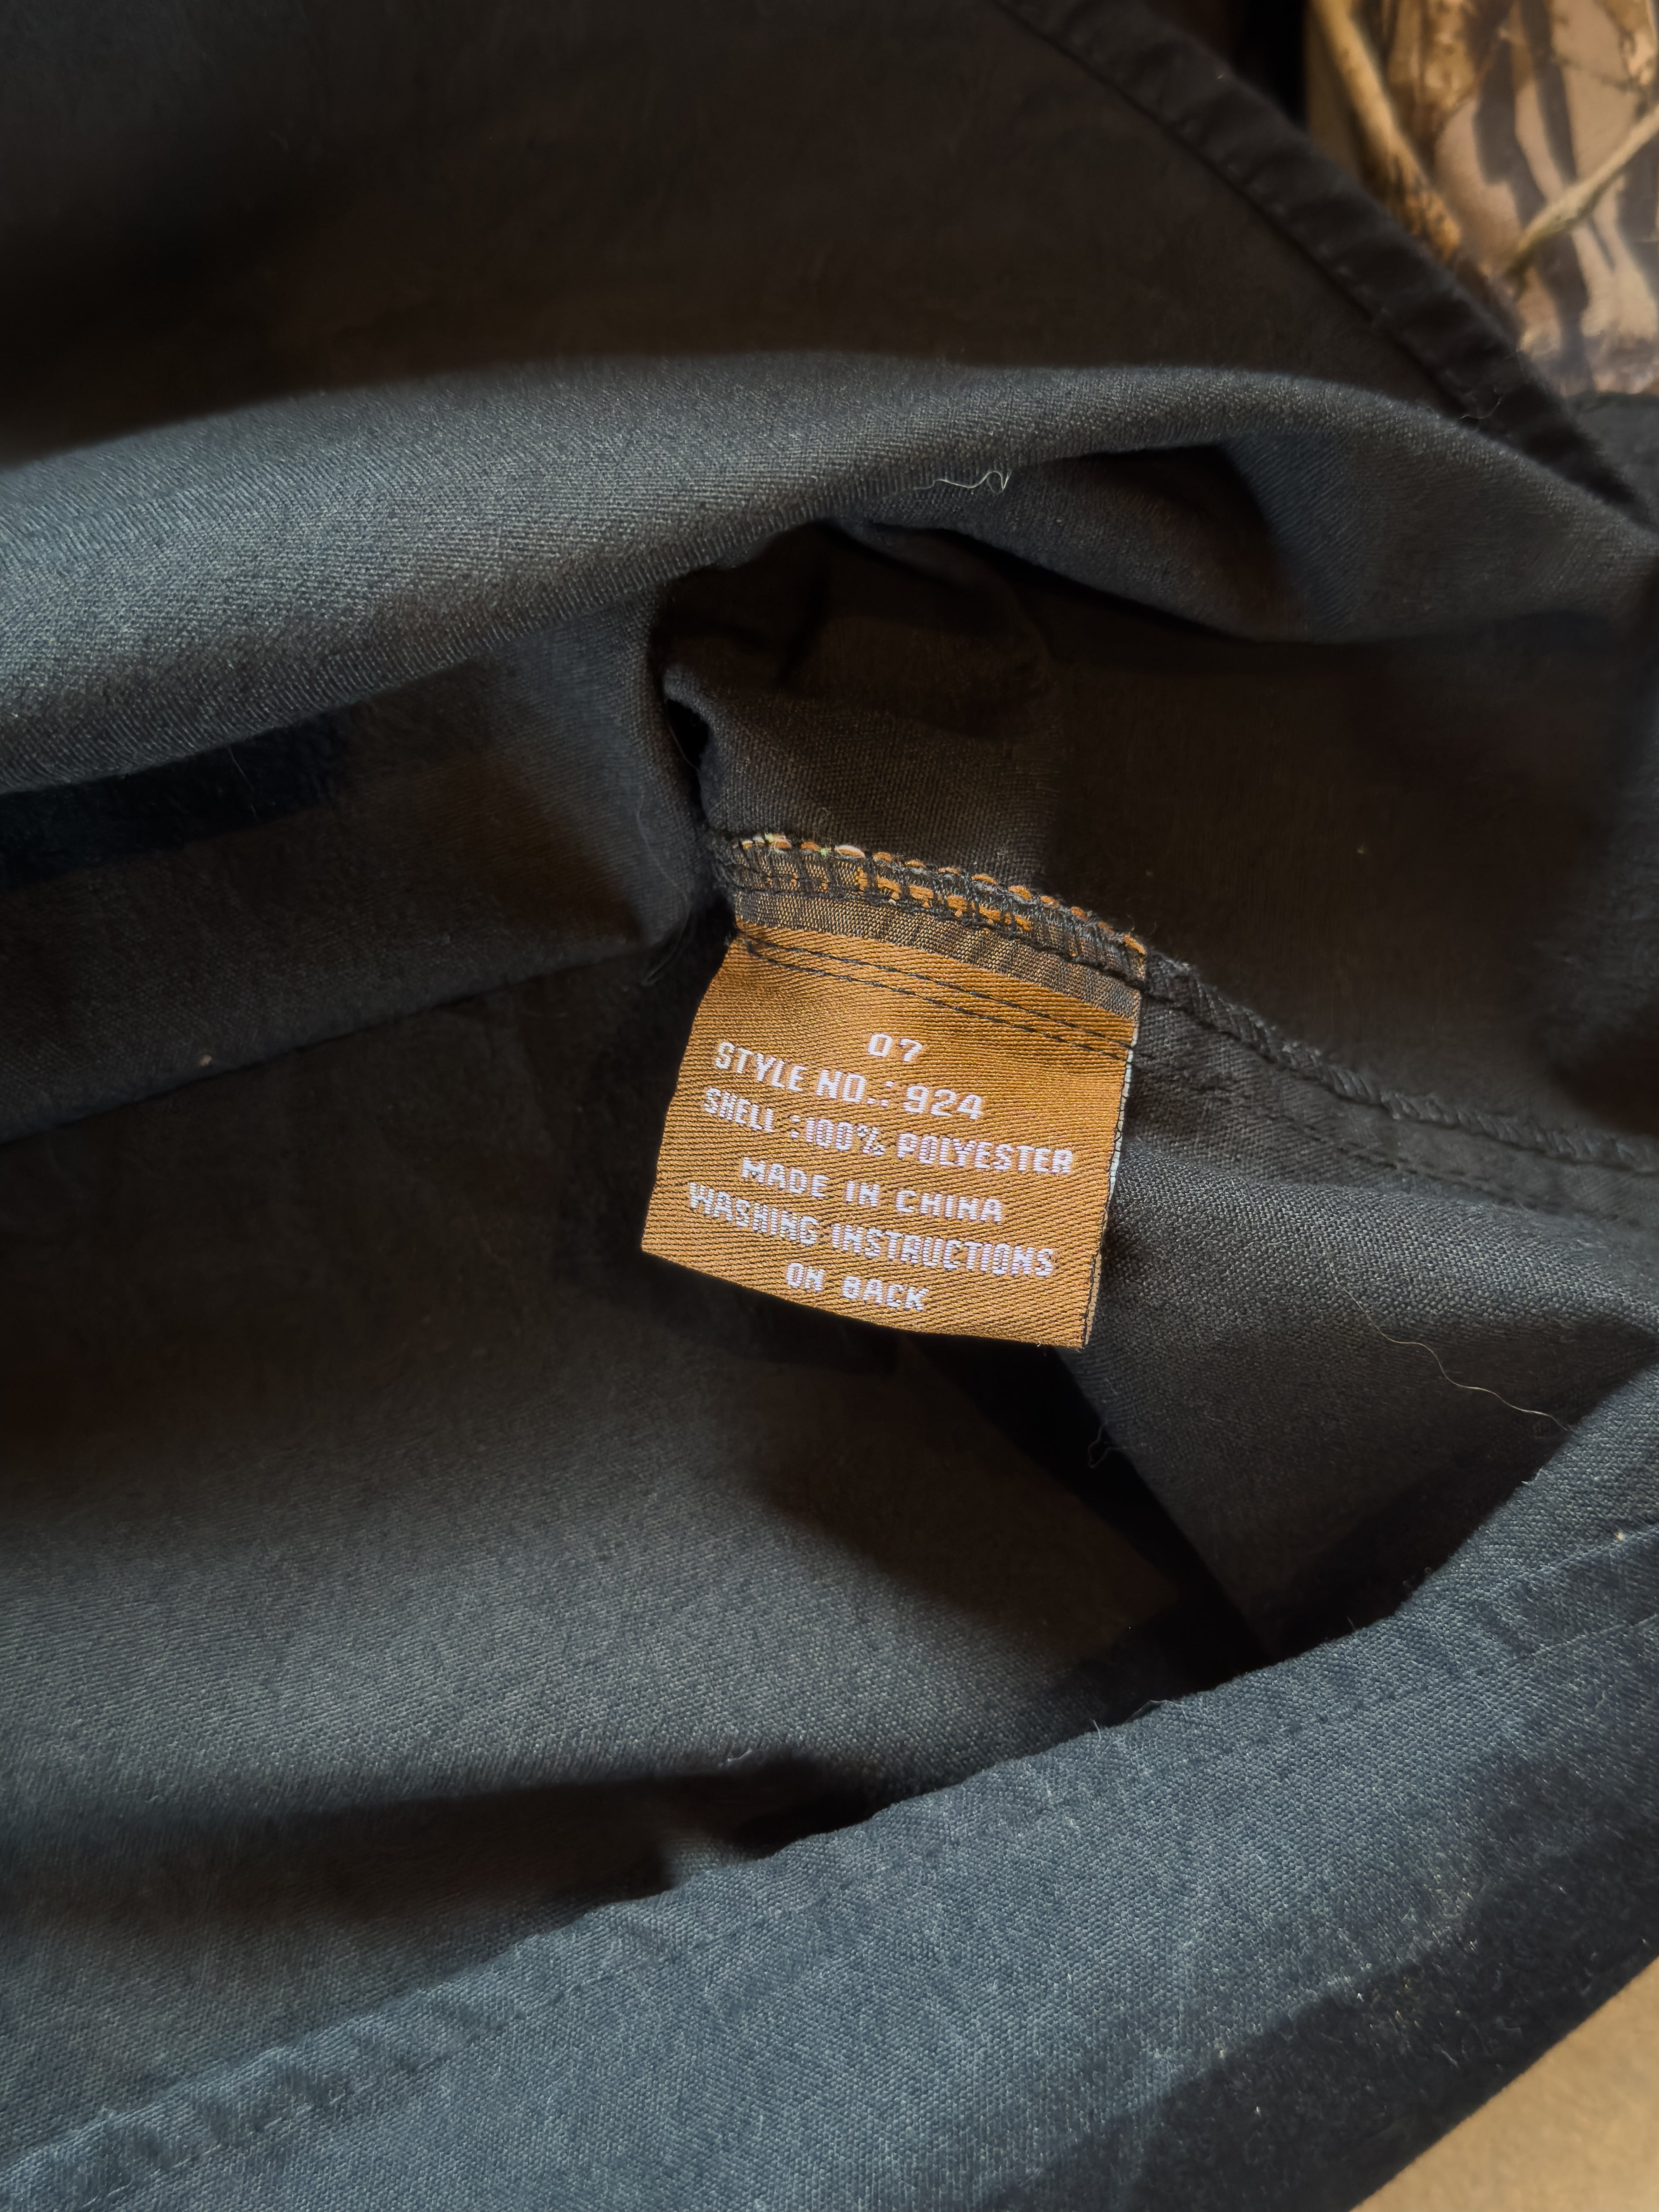 07
STYLE NO.: 924
SHELL :100% POLYESTER
MADE IN CHINA
WASHING INSTRUCTIONS
ON BACK